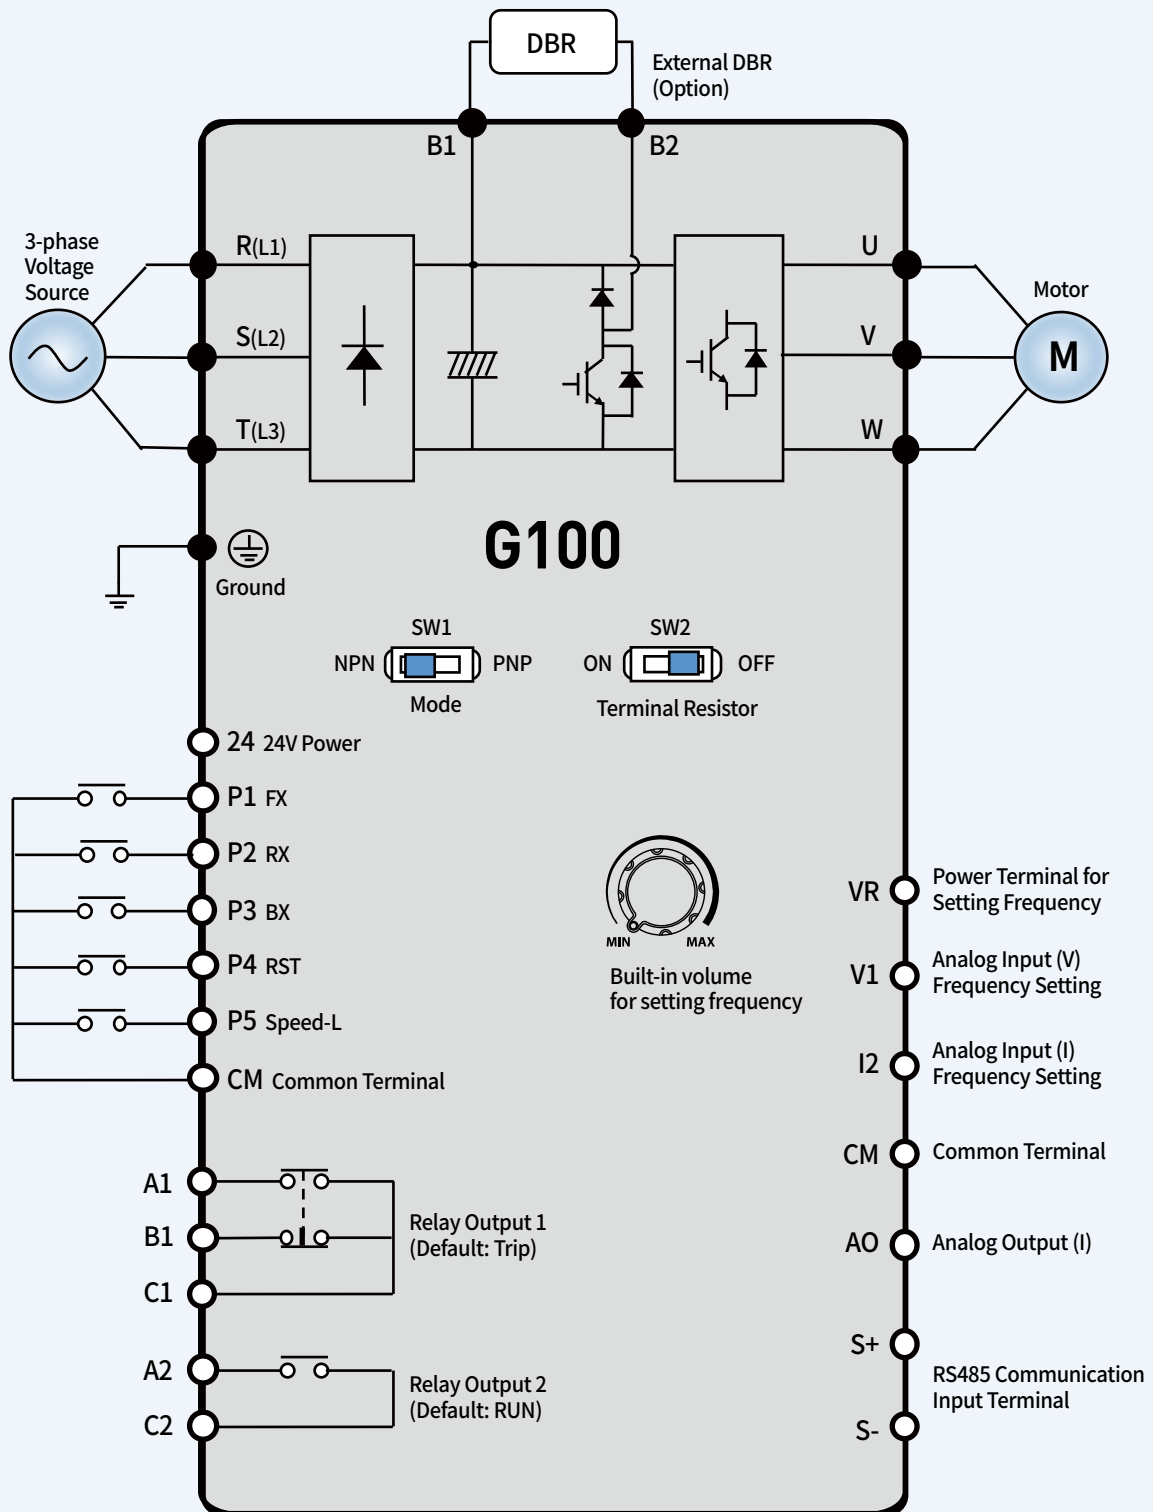 DBR
External DBR
(Option)
B1
B2
3-phase
Voltage
Source
R(L1)
U
Motor
S(L2)
V
M
T(L3)
W
G100
Ground
SW1
SW2
NPN
PNP
ON
OFF
Mode
Terminal Resistor
24 24V Power
P1 FX
P2 RX
P3 BX
P4 RST
P5 Speed-L
CM Common Terminal
MIN
MAX
Built-in volume
for setting frequency
VR
Power Terminal for
Setting Frequency
V1
Analog Input (V)
Frequency Setting
I2
Analog Input (I)
Frequency Setting
CM
Common Terminal
AO
Analog Output (I)
S+
RS485 Communication
Input Terminal
S-
A1
B1
C1
Relay Output 1
(Default: Trip)
A2
C2
Relay Output 2
(Default: RUN)